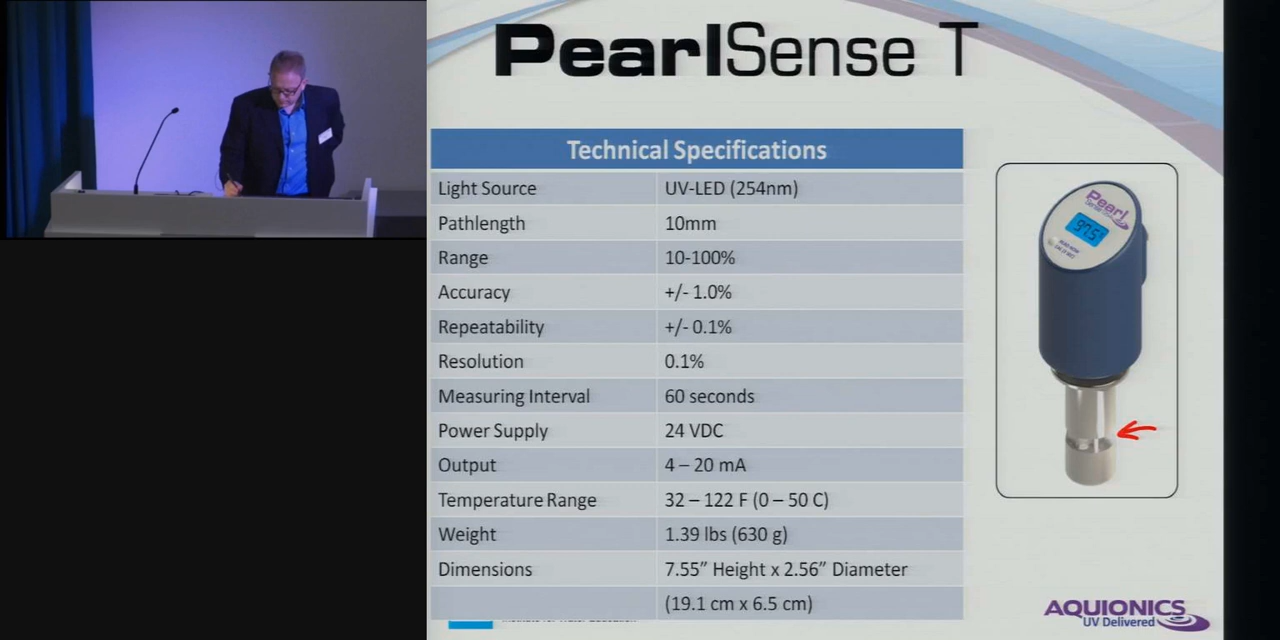 PearlSense T
Technical Specifications
Light Source UV-LED (254nm)
Pathlength 10mm
Range 10-100%
Accuracy +/- 1.0%
Repeatability +/- 0.1%
Resolution 0.1%
Measuring Interval 60 seconds
Power Supply 24 VDC
Output 4 – 20 mA
Temperature Range 32 – 122 F (0 – 50 C)
Weight 1.39 lbs (630 g)
Dimensions 7.55” Height x 2.56” Diameter
(19.1 cm x 6.5 cm)
Pearl
97.5
AQUIONICS
UV Delivered